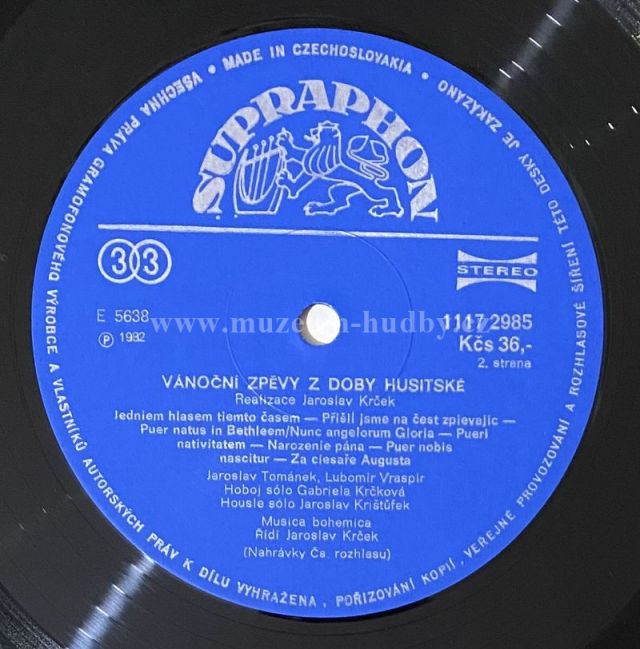 VŠECHNA PRÁVA GRAMOFONOVÉHO VÝROBCE A VLASTNÍKŮ AUTORSKÝCH PRÁV K DÍLU VYHRAŽENA. POŘIZOVÁNÍ KOPIÍ, VEŘEJNÉ PROVOZOVÁNÍ A ROZHLASOVÉ ŠÍŘENÍ TÉTO DESKY JE ZAKÁZÁNO • MADE IN CZECHOSLOVAKIA •
SUPRAPHON
33
STEREO
E 5638
1117 2985
www.muzeum-hudby.cz
Ⓟ 1982
Kčs 36,-
2. strana
VÁNOČNÍ ZPĚVY Z DOBY HUSITSKÉ
Realizace Jaroslav Krček
Jedniem hlasem tiemto časem — Přišli jsme na čest zpievajíc —
Puer natus in Bethleem/Nunc angelorum Gloria — Pueri
nativitatem — Narozenie pána — Puer nobis
nascitur — Za ciesaře Augusta
Jaroslav Tománek, Lubomír Vraspír
Hoboj sólo Gabriela Krčková
Housle sólo Jaroslav Krištůfek
Musica bohemica
Řídí Jaroslav Krček
(Nahrávky Čs. rozhlasu)